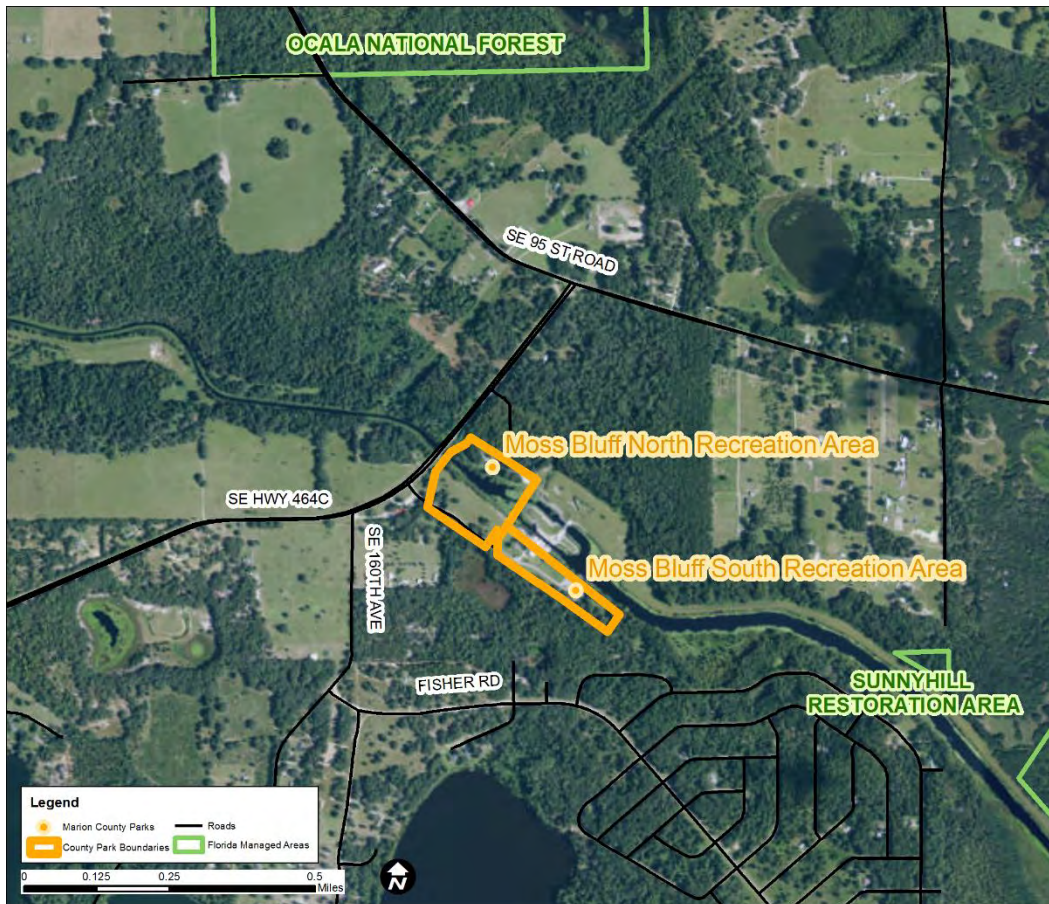 OCALA NATIONAL FOREST
SE 95 ST ROAD
Moss Bluff North Recreation Area
SE HWY 464C
SE 160TH AVE
Moss Bluff South Recreation Area
FISHER RD
SUNNYHILL
RESTORATION AREA
Legend
Marion County Parks
Roads
County Park Boundaries
Florida Managed Areas
0 0.125 0.25 0.5
Miles
N